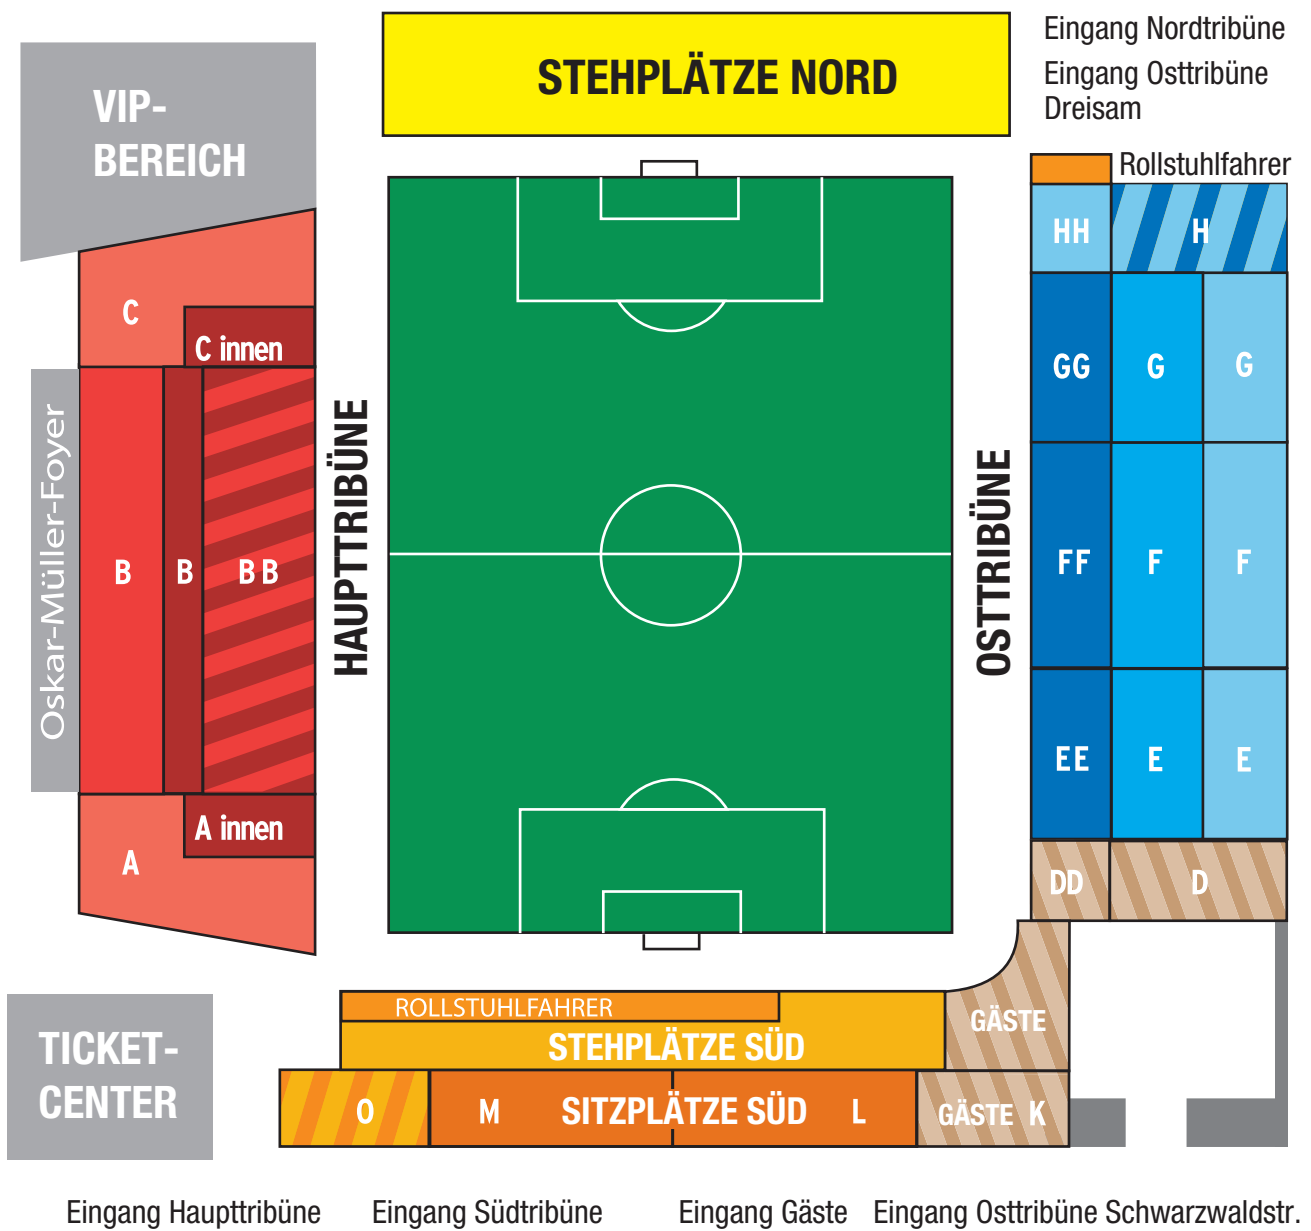 STEHPLÄTZE NORD
Eingang Nordtribüne
Eingang Osttribüne
Dreisam
VIP-
BEREICH
Rollstuhlfahrer
HH
H
C
C innen
GG
G
G
Oskar-Müller-Foyer
B
B
BB
HAUPTTRIBÜNE
OSTTRIBÜNE
FF
F
F
EE
E
E
A innen
A
DD
D
ROLLSTUHLFAHRER
GÄSTE
STEHPLÄTZE SÜD
TICKET-
CENTER
O
M
SITZPLÄTZE SÜD
L
GÄSTE K
Eingang Haupttribüne
Eingang Südtribüne
Eingang Gäste
Eingang Osttribüne Schwarzwaldstr.